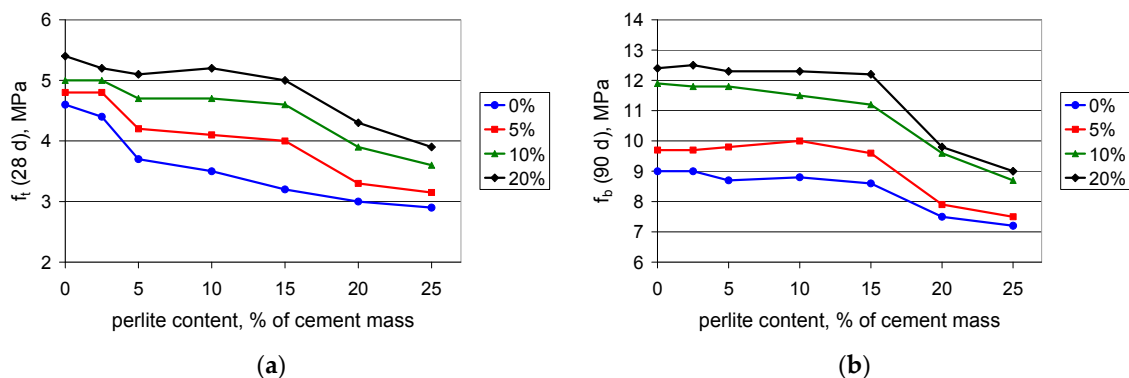 6
5
4
3
2
f_t (28 d), MPa
0 5 10 15 20 25
perlite content, % of cement mass
0%
5%
10%
20%
(a)
14
13
12
11
10
9
8
7
6
f_b (90 d), MPa
0 5 10 15 20 25
perlite content, % of cement mass
0%
5%
10%
20%
(b)